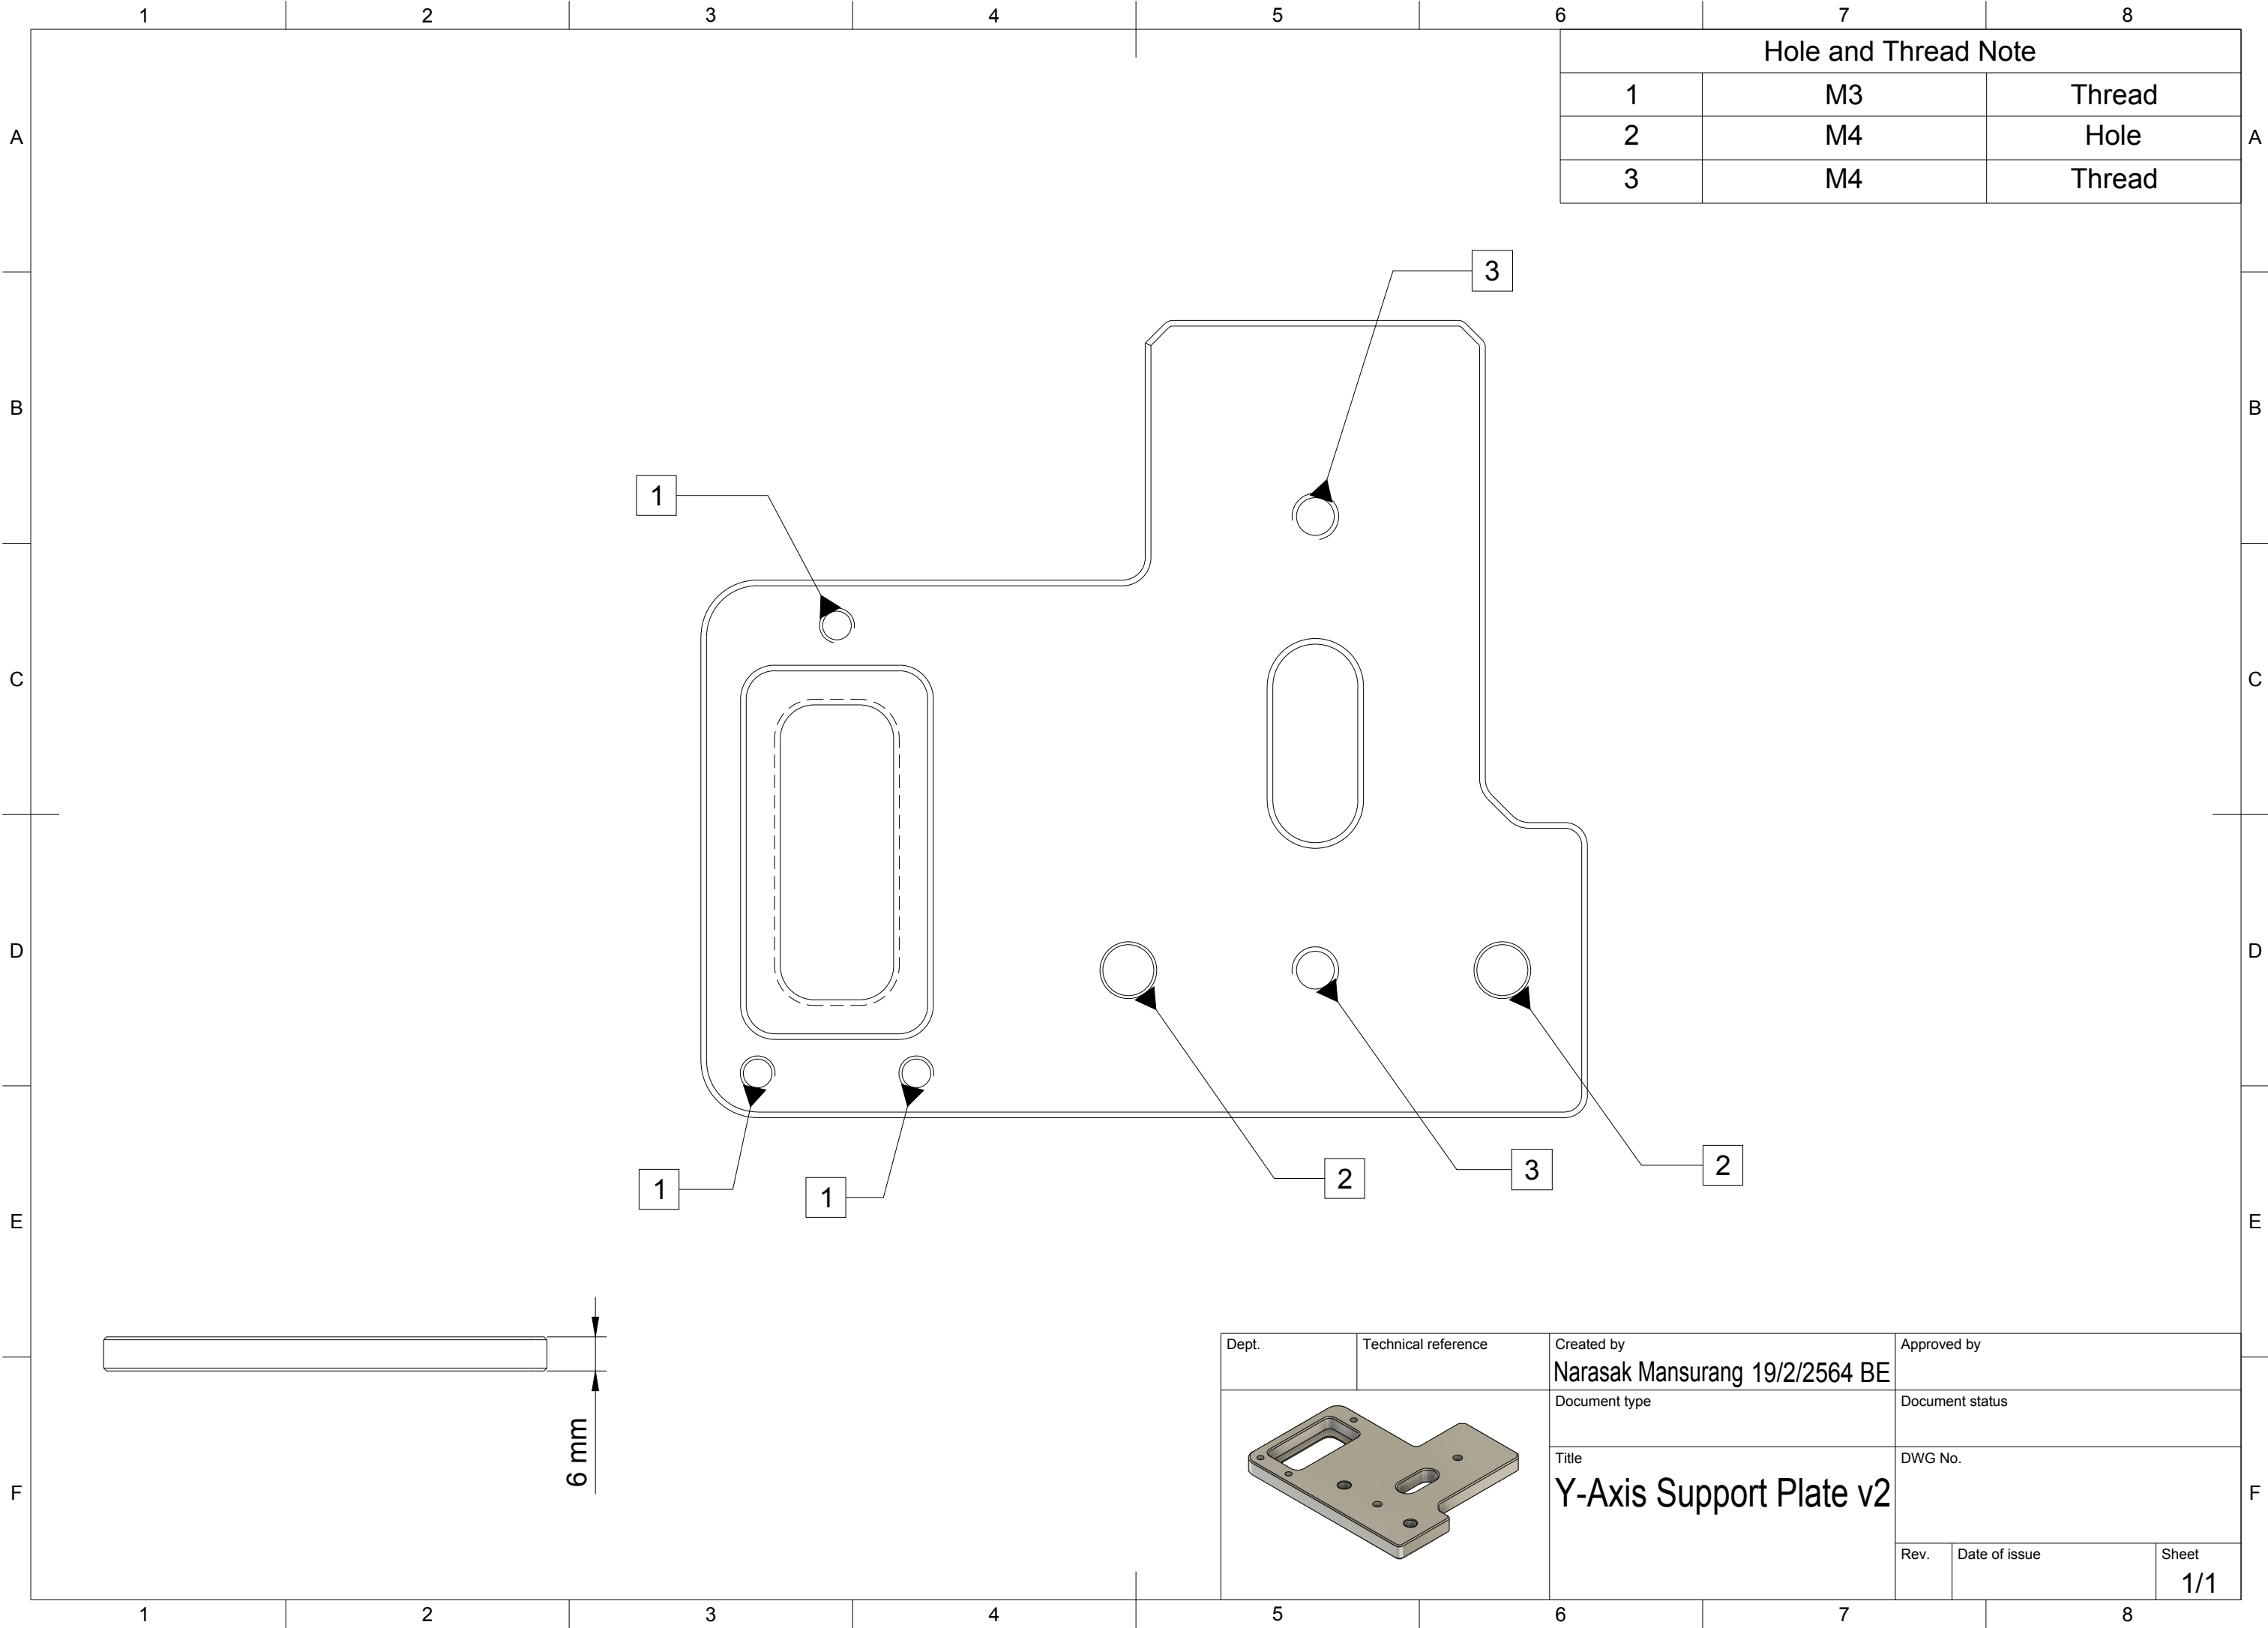 1 2 3 4 5 6 7 8
Hole and Thread Note
1 M3 Thread
2 M4 Hole
3 M4 Thread
A A
3
B B
1
C C
D D
1 1 2 3 2
E E
6 mm
F F
Dept. Technical reference Created by Approved by
Narasak Mansurang 19/2/2564 BE
Document type Document status
Title DWG No.
Y-Axis Support Plate v2
Rev. Date of issue Sheet
1/1
1 2 3 4 5 6 7 8